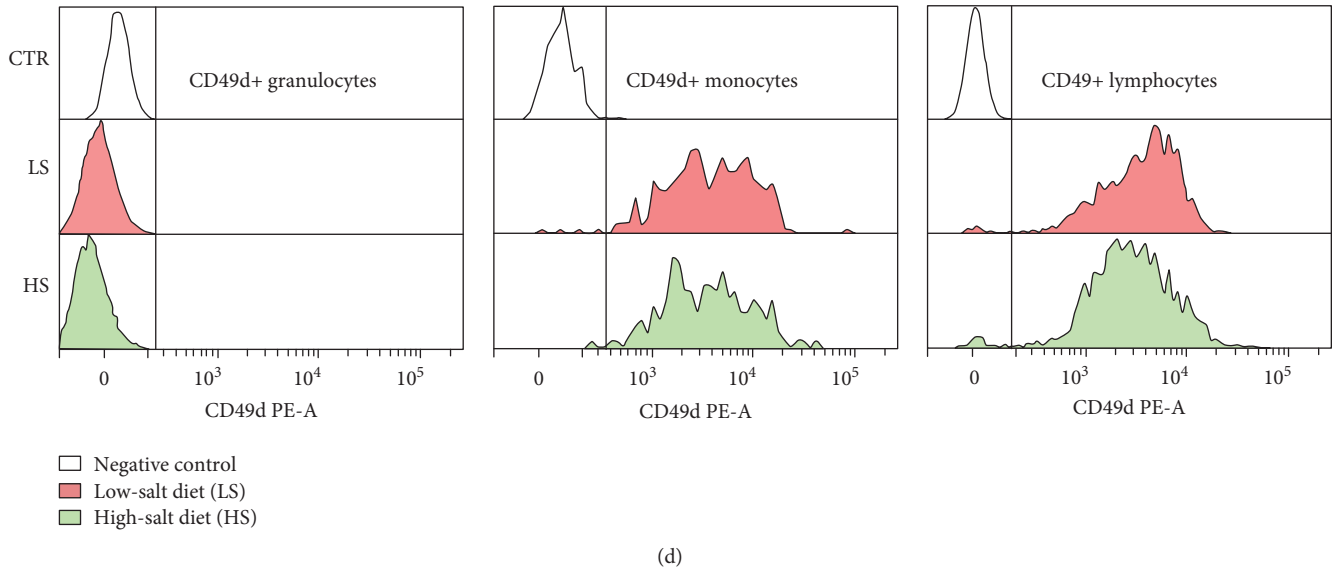 CTR
LS
HS
CD49d+ granulocytes
CD49d+ monocytes
CD49+ lymphocytes
0 10³ 10⁴ 10⁵
CD49d PE-A
0 10³ 10⁴ 10⁵
CD49d PE-A
0 10³ 10⁴ 10⁵
CD49d PE-A
Negative control
Low-salt diet (LS)
High-salt diet (HS)
(d)